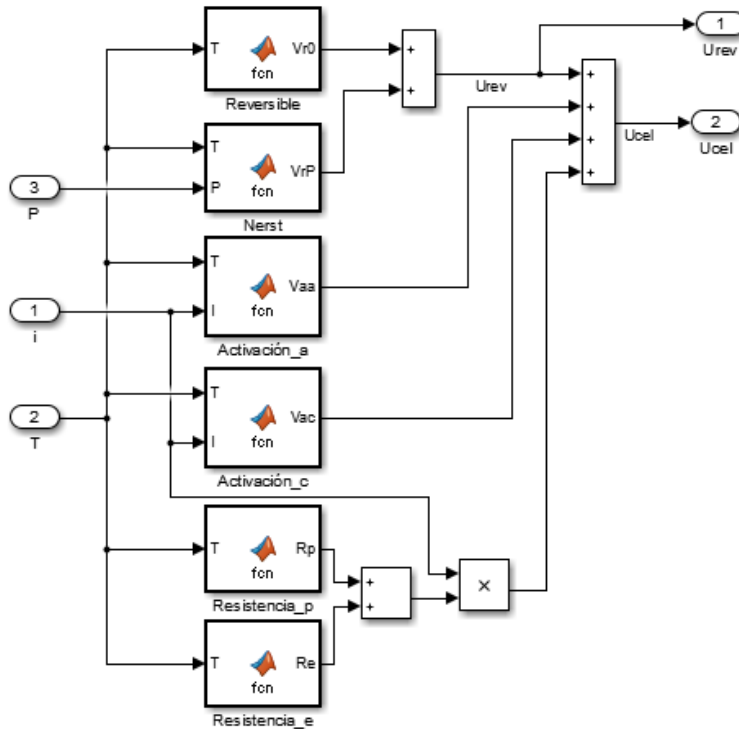 T
fcn
Vr0
Reversible
+
+
Urev
1
Urev
T
P
fcn
VrP
Nerst
+
+
+
+
Ucel
2
Ucel
3
P
T
I
fcn
Vaa
Activación_a
1
i
T
I
fcn
Vac
Activación_c
2
T
T
fcn
Rp
Resistencia_p
+
+
×
T
fcn
Re
Resistencia_e